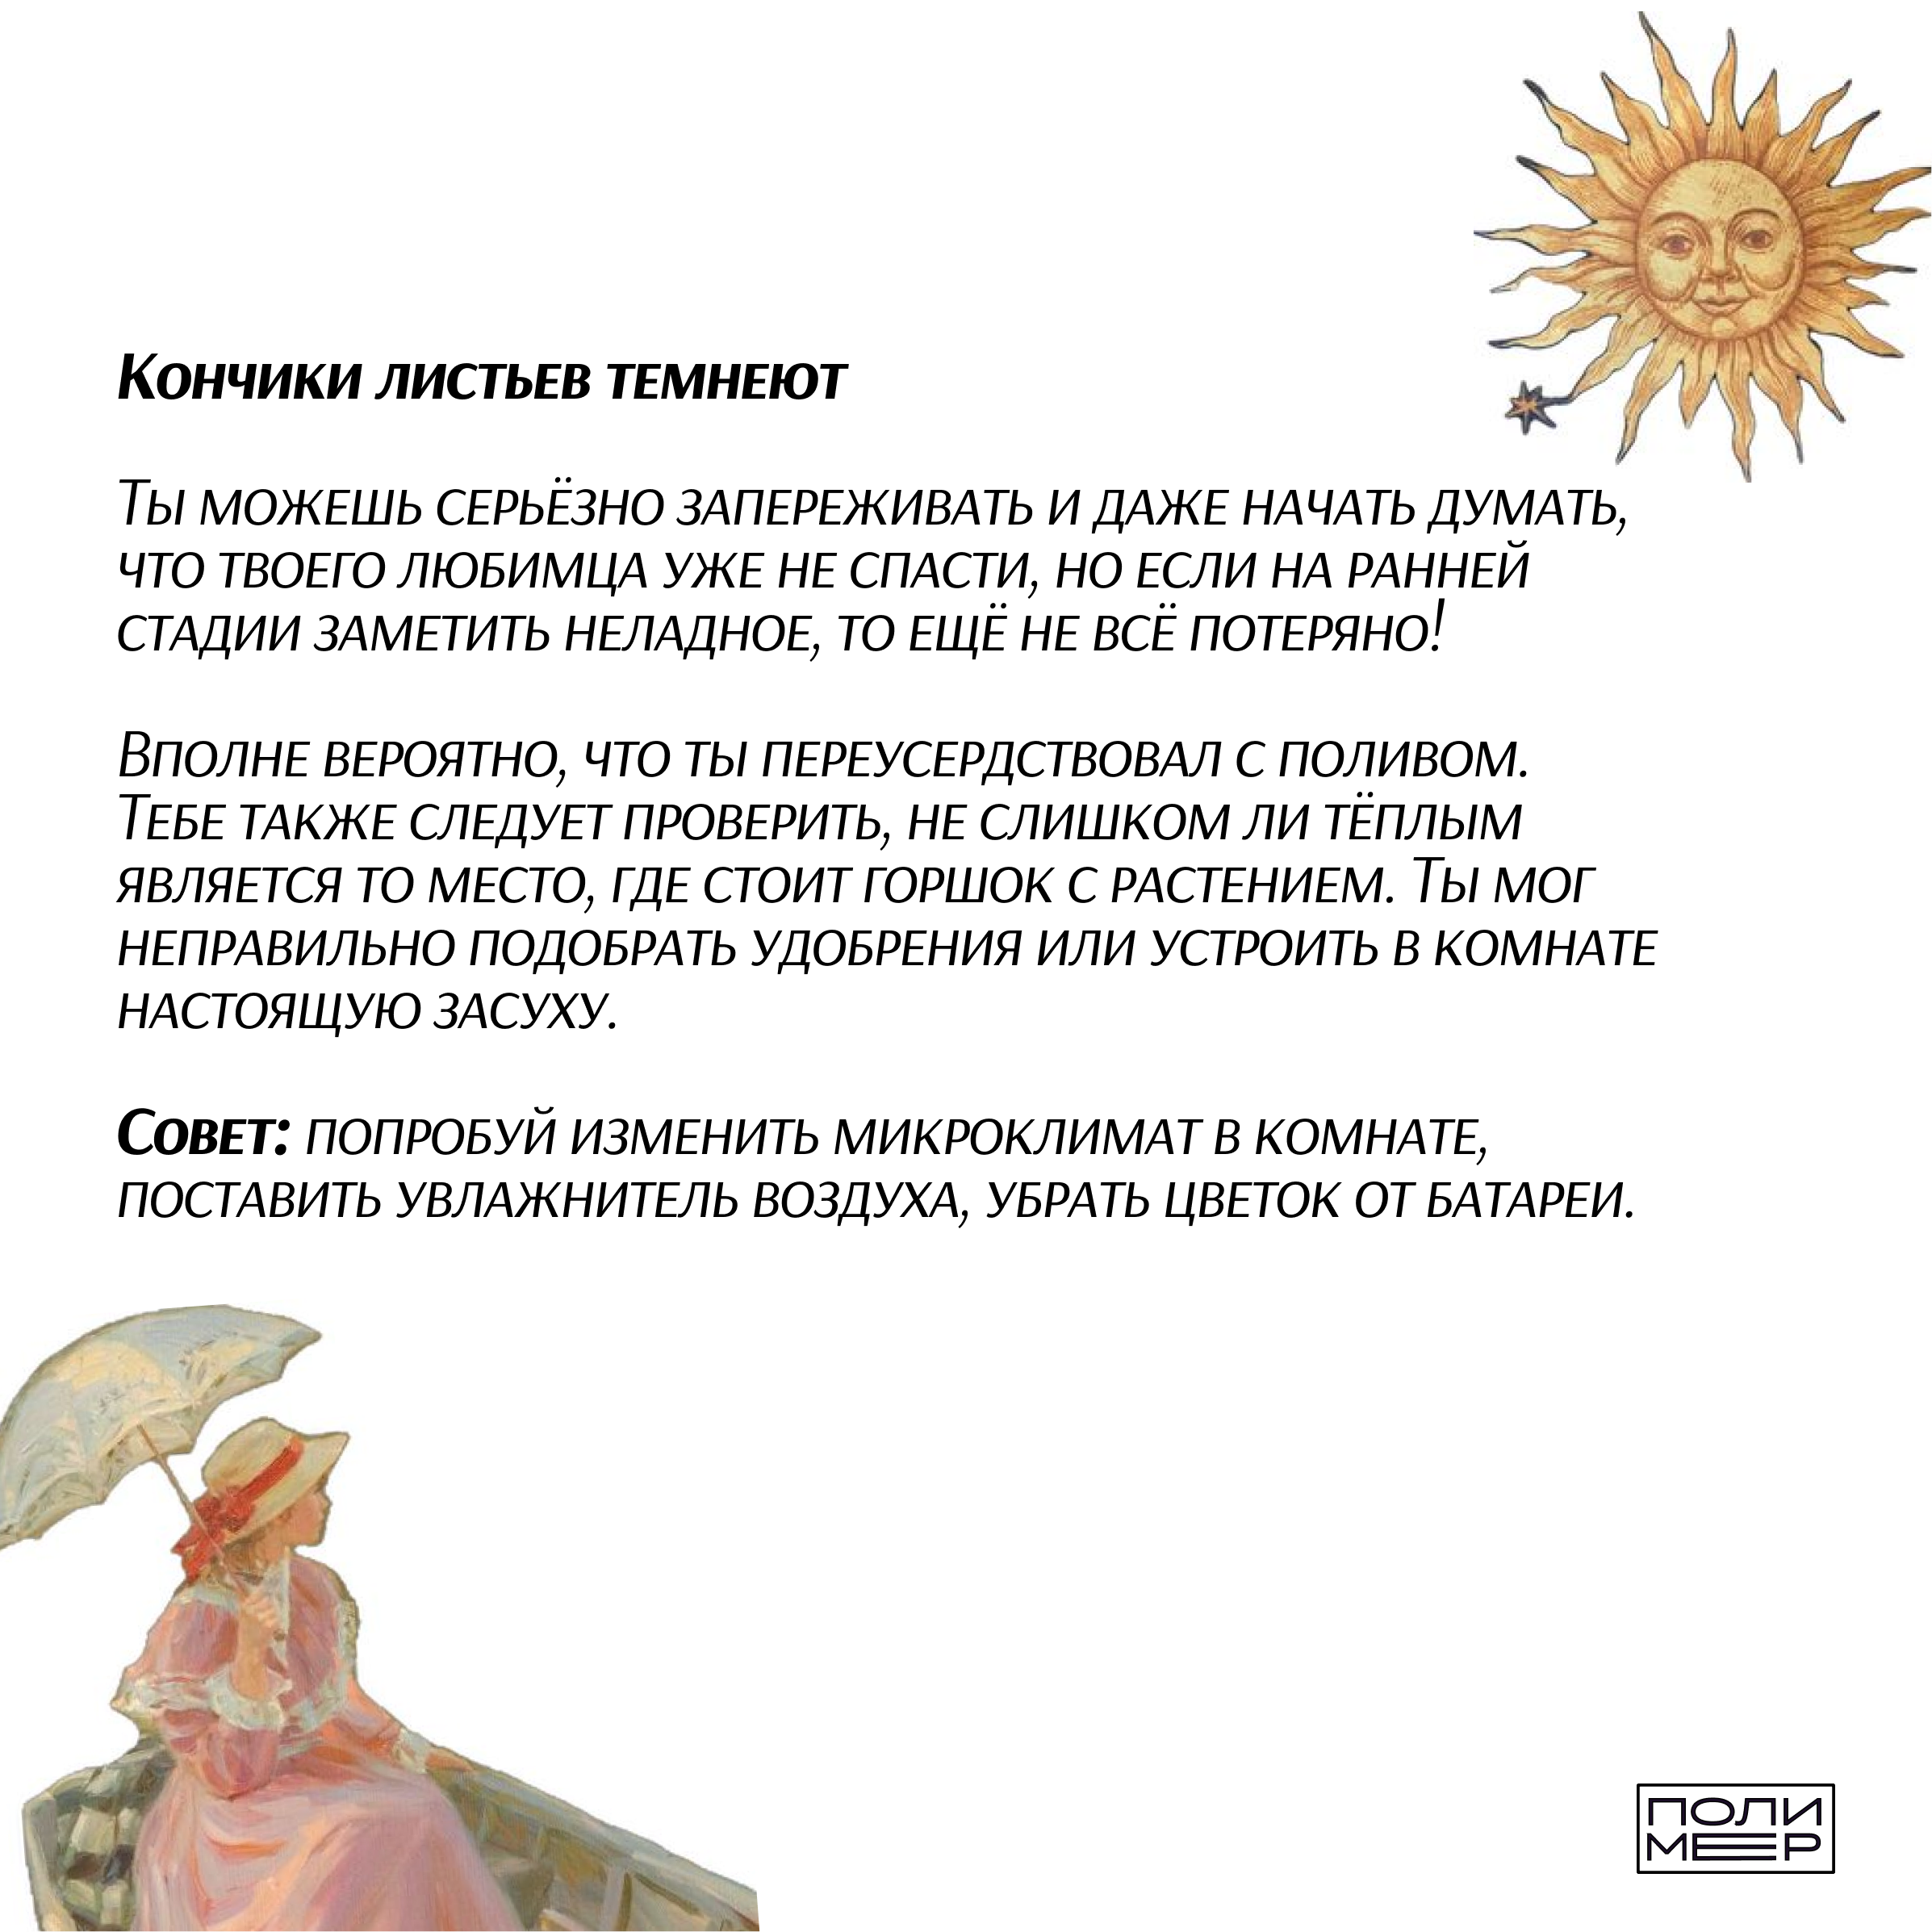 Кончики листьев темнеют
Ты можешь серьёзно запереживать и даже начать думать,
что твоего любимца уже не спасти, но если на ранней
стадии заметить неладное, то ещё не всё потеряно!
Вполне вероятно, что ты переусердствовал с поливом.
Тебе также следует проверить, не слишком ли тёплым
является то место, где стоит горшок с растением. Ты мог
неправильно подобрать удобрения или устроить в комнате
настоящую засуху.
Совет: попробуй изменить микроклимат в комнате,
поставить увлажнитель воздуха, убрать цветок от батареи.
ПОЛИ
МЕР